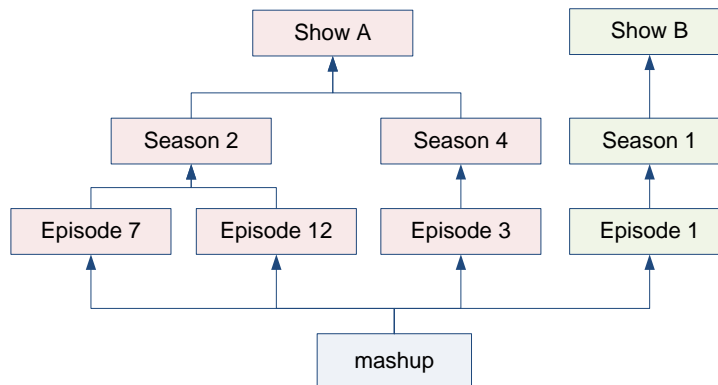 Show A
Show B
Season 2
Season 4
Season 1
Episode 7
Episode 12
Episode 3
Episode 1
mashup